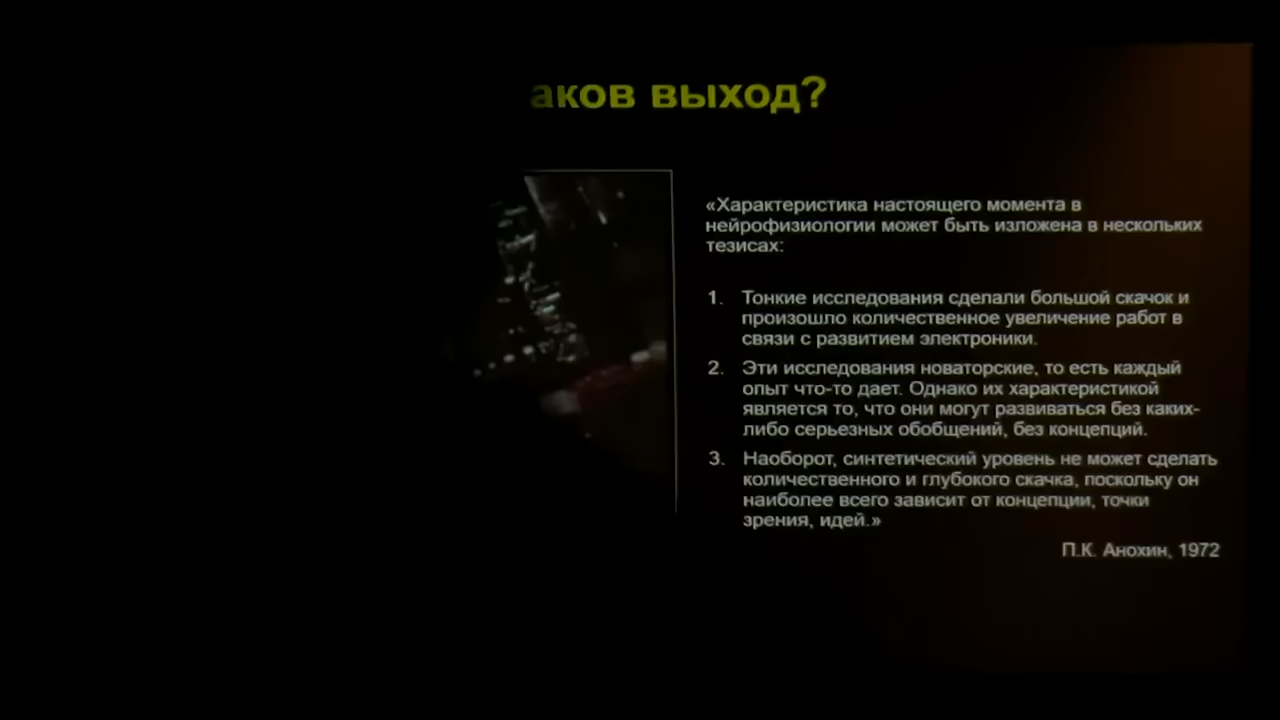 аков выход?
«Характеристика настоящего момента в
нейрофизиологии может быть изложена в нескольких
тезисах:
1. Тонкие исследования сделали большой скачок и
произошло количественное увеличение работ в
связи с развитием электроники.
2. Эти исследования новаторские, то есть каждый
опыт что-то дает. Однако их характеристикой
является то, что они могут развиваться без каких-
либо серьезных обобщений, без концепций.
3. Наоборот, синтетический уровень не может сделать
количественного и глубокого скачка, поскольку он
наиболее всего зависит от концепции, точки
зрения, идей.»
П.К. Анохин, 1972